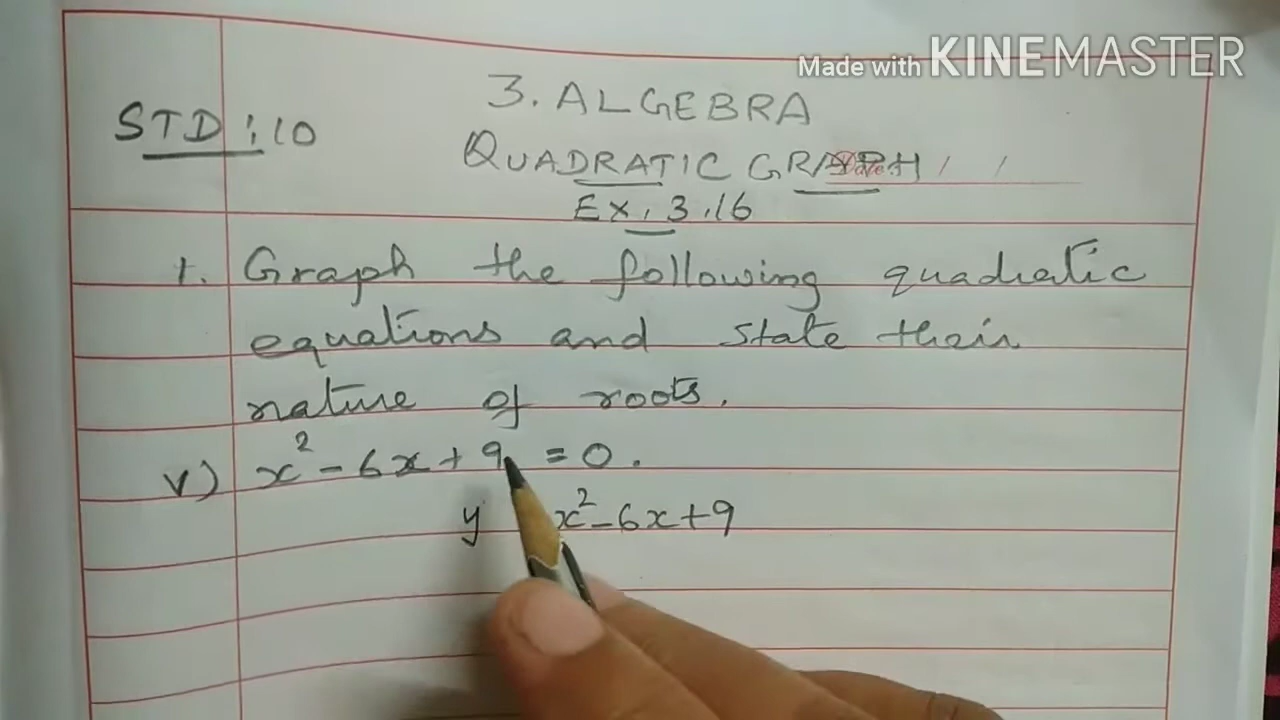 Made with KINEMASTER
3. ALGEBRA
STD : 10
QUADRATIC GRAPH
Date : / /
Ex. 3.16
1. Graph the following quadratic
equations and state their
nature of roots.
v) x² - 6x + 9 = 0.
y x² - 6x + 9